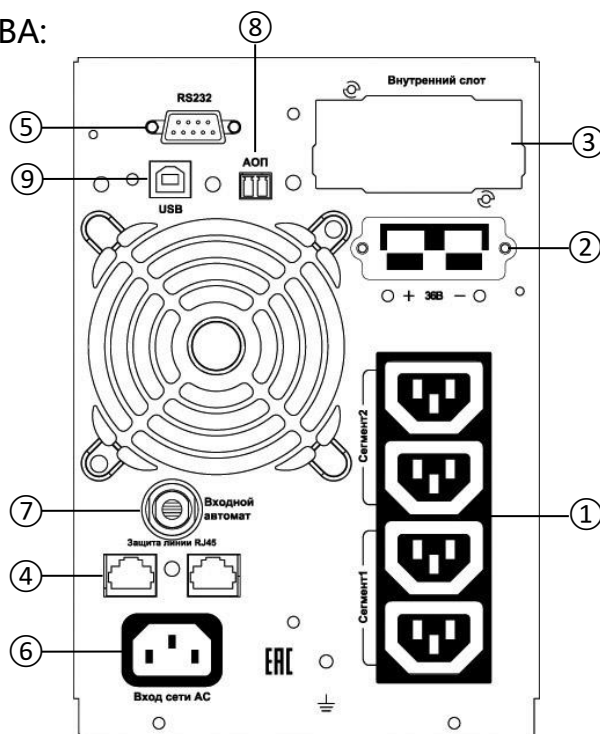 ВА:
⑧
Внутренний слот
RS232
⑤
③
АОП
⑨
USB
②
+ 36В −
Сегмент2
⑦
Входной
автомат
①
Защита линии RJ45
④
Сегмент1
⑥
EAC
Вход сети AC